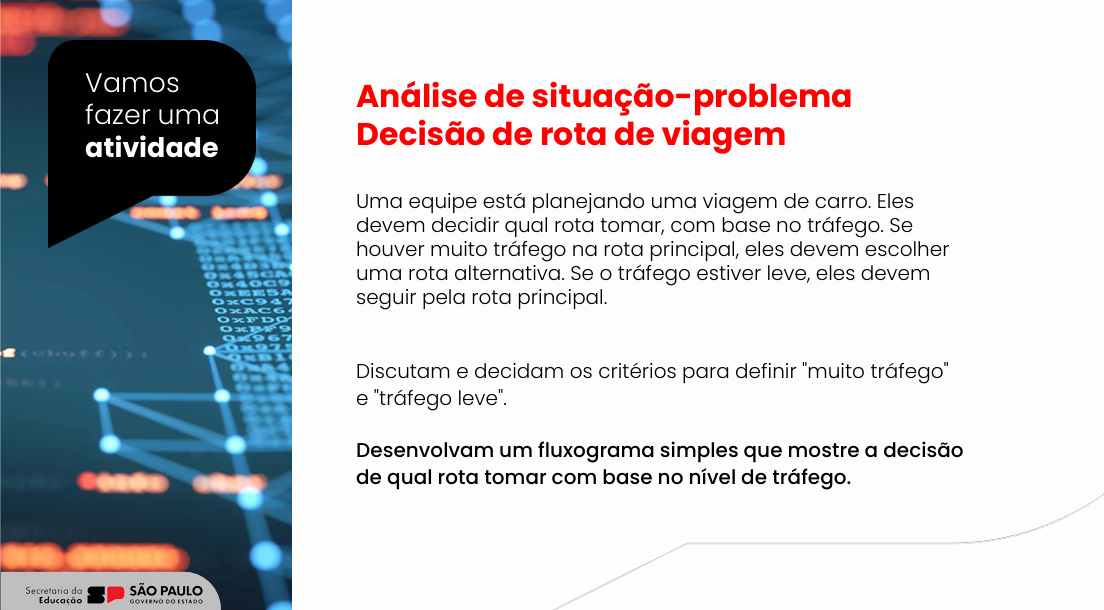 Vamos
fazer uma
atividade
Análise de situação-problema
Decisão de rota de viagem
Uma equipe está planejando uma viagem de carro. Eles
devem decidir qual rota tomar, com base no tráfego. Se
houver muito tráfego na rota principal, eles devem escolher
uma rota alternativa. Se o tráfego estiver leve, eles devem
seguir pela rota principal.
Discutam e decidam os critérios para definir "muito tráfego"
e "tráfego leve".
Desenvolvam um fluxograma simples que mostre a decisão
de qual rota tomar com base no nível de tráfego.
Secretaria da
Educação
SÃO PAULO
GOVERNO DO ESTADO